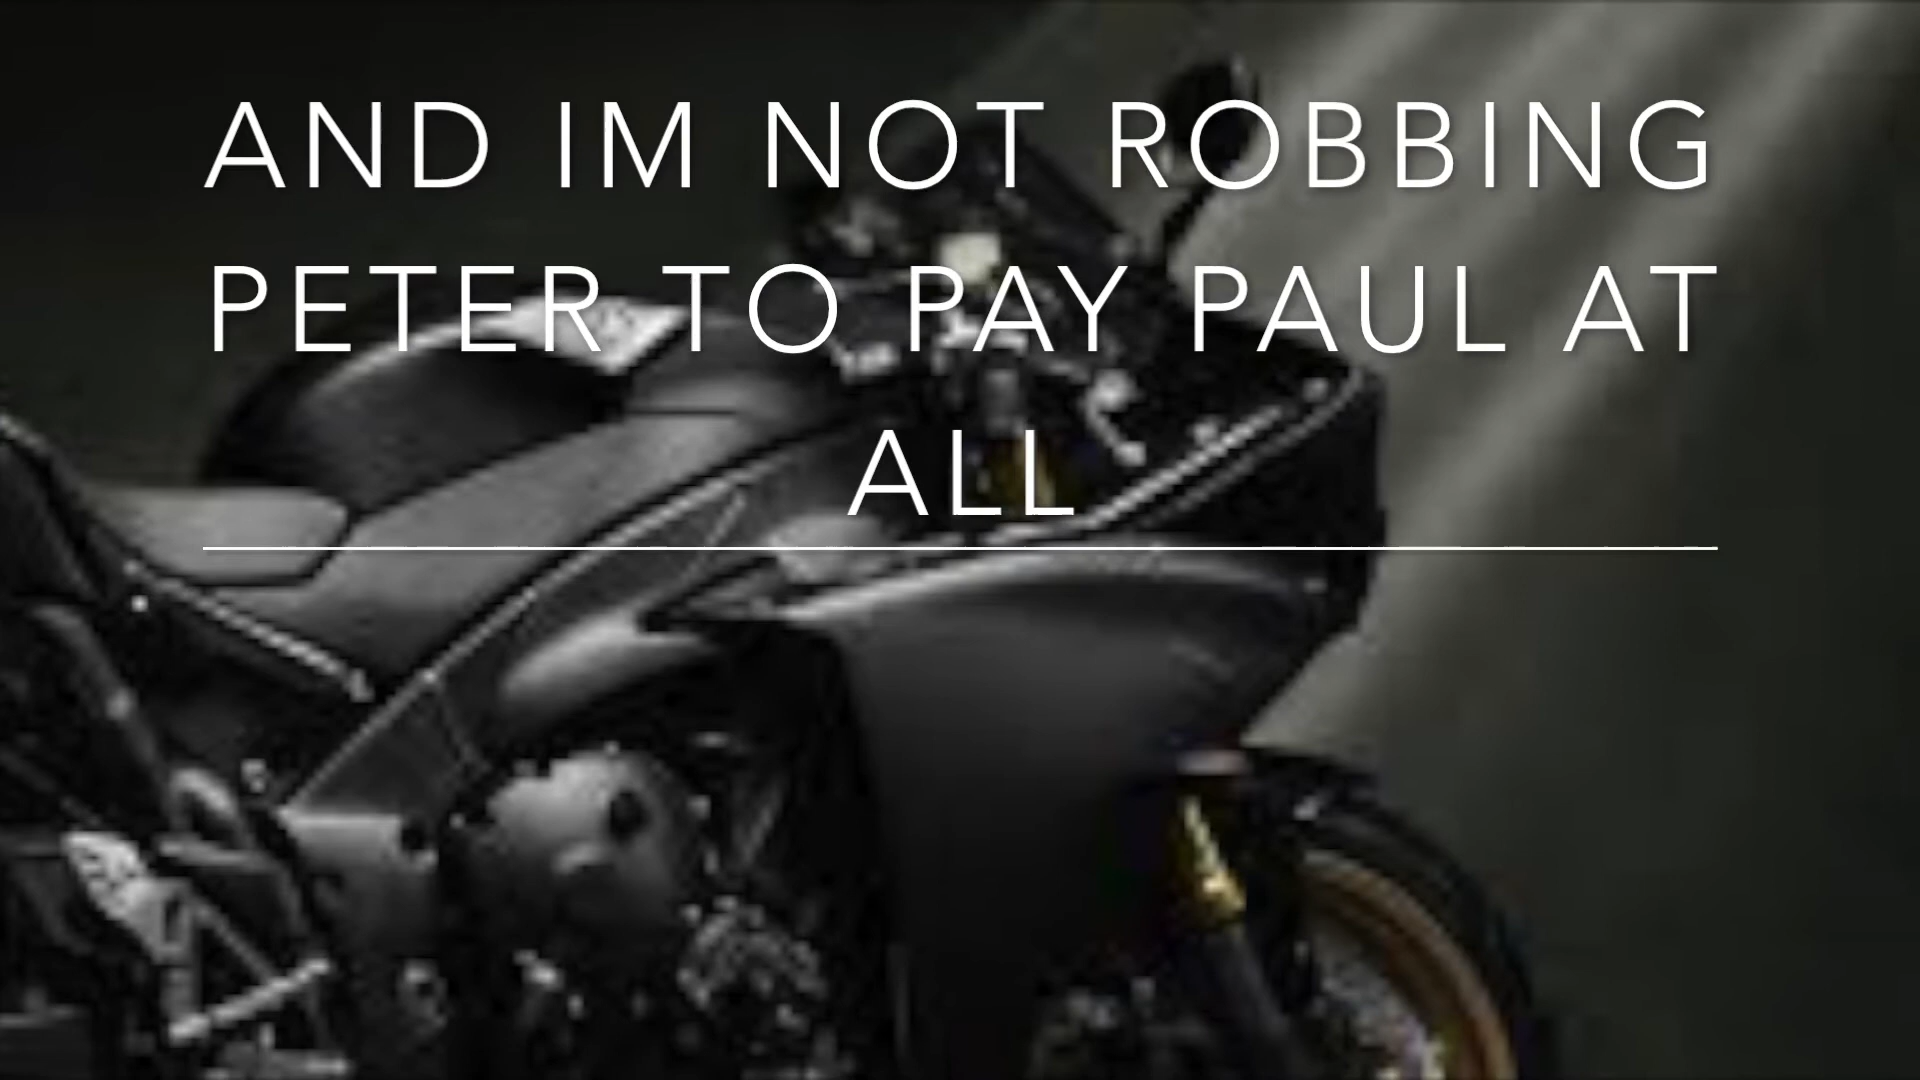 AND IM NOT ROBBING
PETER TO PAY PAUL AT
ALL